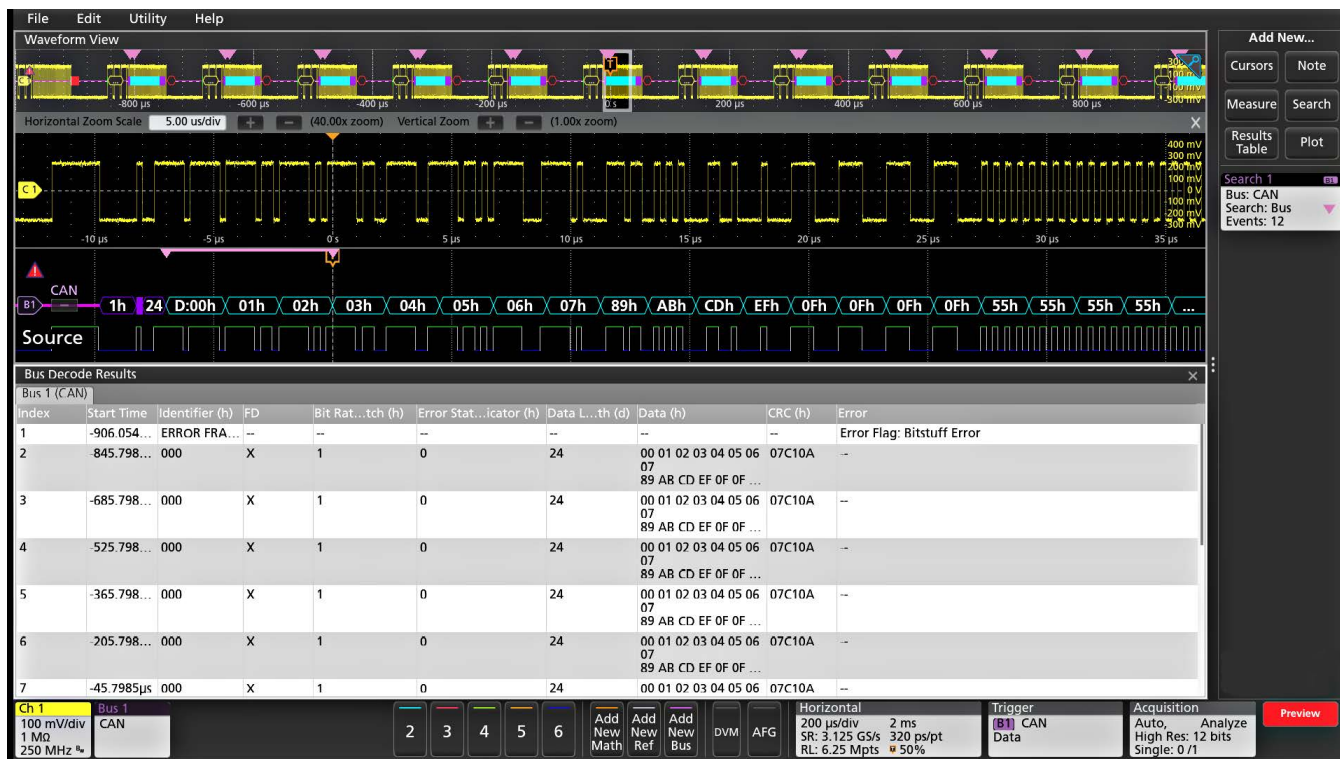 File Edit Utility Help
Waveform View
Add New...
Cursors Note
Measure Search
Results Table Plot
Search 1 B1
Bus: CAN
Search: Bus
Events: 12
C1
T
-800 µs -600 µs -400 µs -200 µs 0 s 200 µs 400 µs 600 µs 800 µs
Horizontal Zoom Scale 5.00 us/div + − (40.00x zoom) Vertical Zoom + − (1.00x zoom) X
400 mV
300 mV
200 mV
100 mV
0 V
-100 mV
-200 mV
-300 mV
C 1
-10 µs -5 µs 0 s 5 µs 10 µs 15 µs 20 µs 25 µs 30 µs 35 µs
CAN
B1 1h 24 D:00h 01h 02h 03h 04h 05h 06h 07h 89h ABh CDh EFh 0Fh 0Fh 0Fh 0Fh 55h 55h 55h 55h ...
Source
Bus Decode Results
Bus 1 (CAN)
Index Start Time Identifier (h) FD Bit Rat...tch (h) Error Stat...icator (h) Data L...th (d) Data (h) CRC (h) Error
1 -906.054... ERROR FRA... -- -- -- -- -- -- Error Flag: Bitstuff Error
2 -845.798... 000 X 1 0 24 00 01 02 03 04 05 06 07C10A --
07
89 AB CD EF 0F 0F ...
3 -685.798... 000 X 1 0 24 00 01 02 03 04 05 06 07C10A --
07
89 AB CD EF 0F 0F ...
4 -525.798... 000 X 1 0 24 00 01 02 03 04 05 06 07C10A --
07
89 AB CD EF 0F 0F ...
5 -365.798... 000 X 1 0 24 00 01 02 03 04 05 06 07C10A --
07
89 AB CD EF 0F 0F ...
6 -205.798... 000 X 1 0 24 00 01 02 03 04 05 06 07C10A --
07
89 AB CD EF 0F 0F ...
7 -45.7985µs 000 X 1 0 24 00 01 02 03 04 05 06 07C10A --
Ch 1
100 mV/div
1 MΩ
250 MHz
Bus 1
CAN
2 3 4 5 6
Add New Math
Add New Ref
Add New Bus
DVM AFG
Horizontal
200 µs/div 2 ms
SR: 3.125 GS/s 320 ps/pt
RL: 6.25 Mpts 50%
Trigger
B1 CAN
Data
Acquisition
Auto, Analyze
High Res: 12 bits
Single: 0 /1
Preview